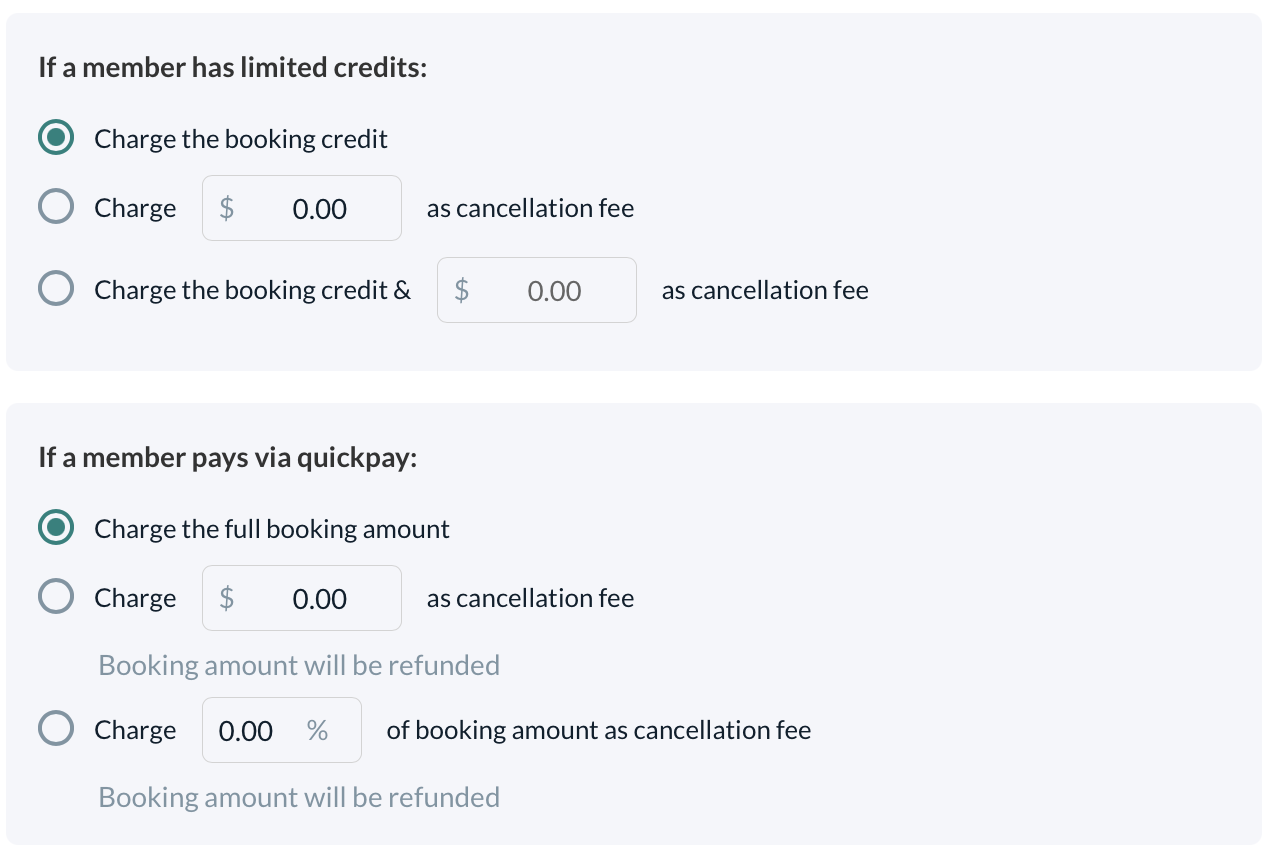 If a member has limited credits:
Charge the booking credit
Charge $ 0.00 as cancellation fee
Charge the booking credit & $ 0.00 as cancellation fee
If a member pays via quickpay:
Charge the full booking amount
Charge $ 0.00 as cancellation fee
Booking amount will be refunded
Charge 0.00 % of booking amount as cancellation fee
Booking amount will be refunded